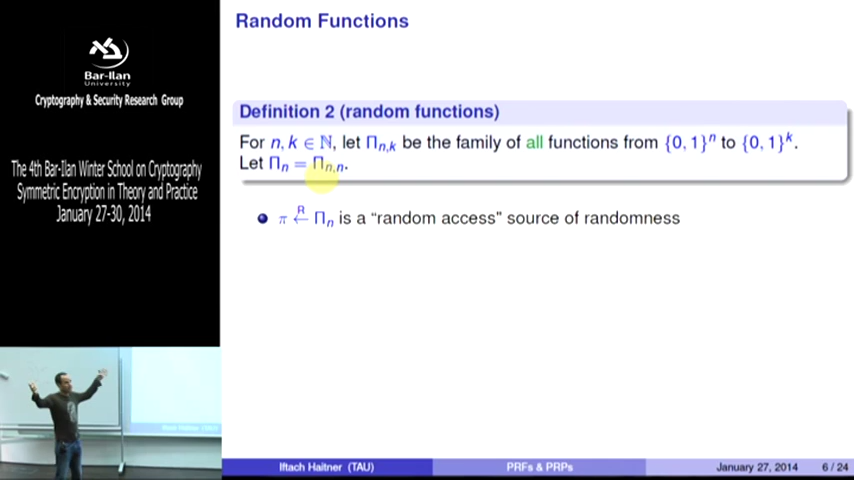 Random Functions
Bar-Ilan
University
Cryptography & Security Research Group
The 4th Bar-Ilan Winter School on Cryptography
Symmetric Encryption in Theory and Practice
January 27-30, 2014
Definition 2 (random functions)
For n, k ∈ ℕ, let Π_{n,k} be the family of all functions from {0, 1}^n to {0, 1}^k.
Let Π_n = Π_{n,n}.
π ←^R Π_n is a “random access” source of randomness
Iftach Haitner (TAU) PRFs & PRPs January 27, 2014 6 / 24